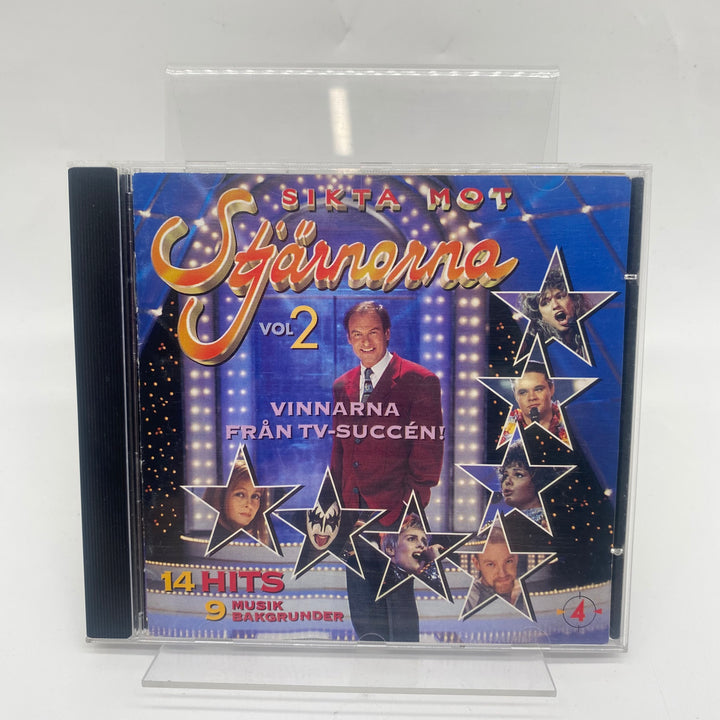 SIKTA MOT
Stjärnorna
VOL 2
VINNARNA
FRÅN TV-SUCCÉN!
14 HITS
9 MUSIK
BAKGRUNDER
4